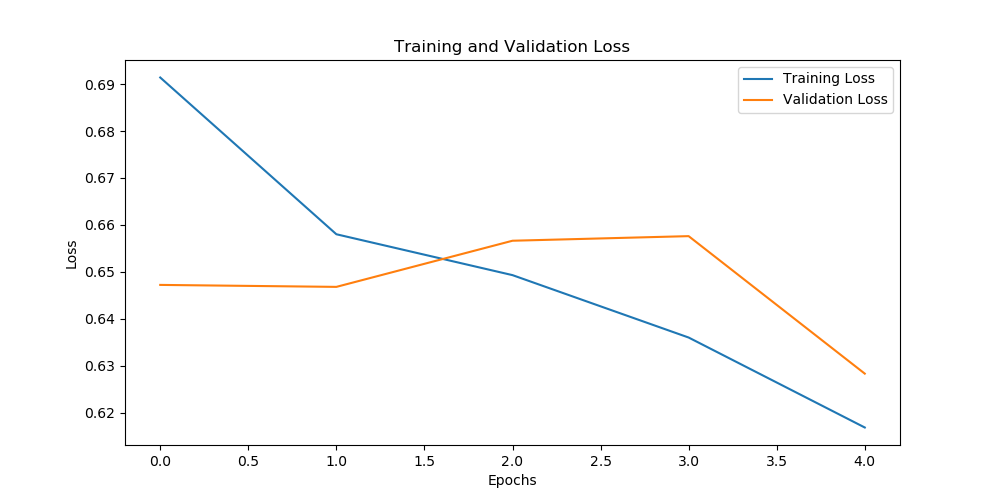 Training and Validation Loss
Training Loss
Validation Loss
0.69
0.68
0.67
0.66
0.65
0.64
0.63
0.62
Loss
0.0 0.5 1.0 1.5 2.0 2.5 3.0 3.5 4.0
Epochs